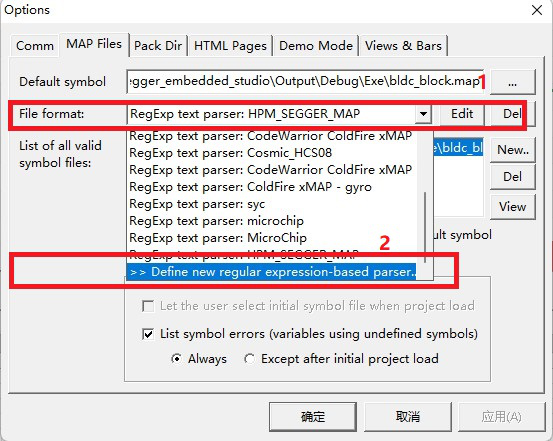 Options
Comm
MAP Files
Pack Dir
HTML Pages
Demo Mode
Views & Bars
Default symbol
egger_embedded_studio\Output\Debug\Exe\bldc_block.map
1
...
File format:
RegExp text parser: HPM_SEGGER_MAP
Edit
Del
List of all valid
symbol files:
RegExp text parser: CodeWarrior ColdFire xMAP
RegExp text parser: Cosmic_HCS08
RegExp text parser: CodeWarrior ColdFire xMAP
RegExp text parser: ColdFire xMAP - gyro
RegExp text parser: syc
RegExp text parser: microchip
RegExp text parser: MicroChip
RegExp text parser: HPM_SEGGER_MAP
>> Define new regular expression-based parser..
2
e\bldc_bl
New..
Del
View
ult symbol
Let the user select initial symbol file when project load
List symbol errors (variables using undefined symbols)
Always
Except after initial project load
确定
取消
应用(A)